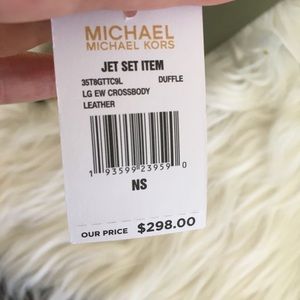 MICHAEL
MICHAEL KORS
JET SET ITEM
35T8GTTC9L DUFFLE
LG EW CROSSBODY
LEATHER
1 93599 23959 0
NS
OUR PRICE $298.00